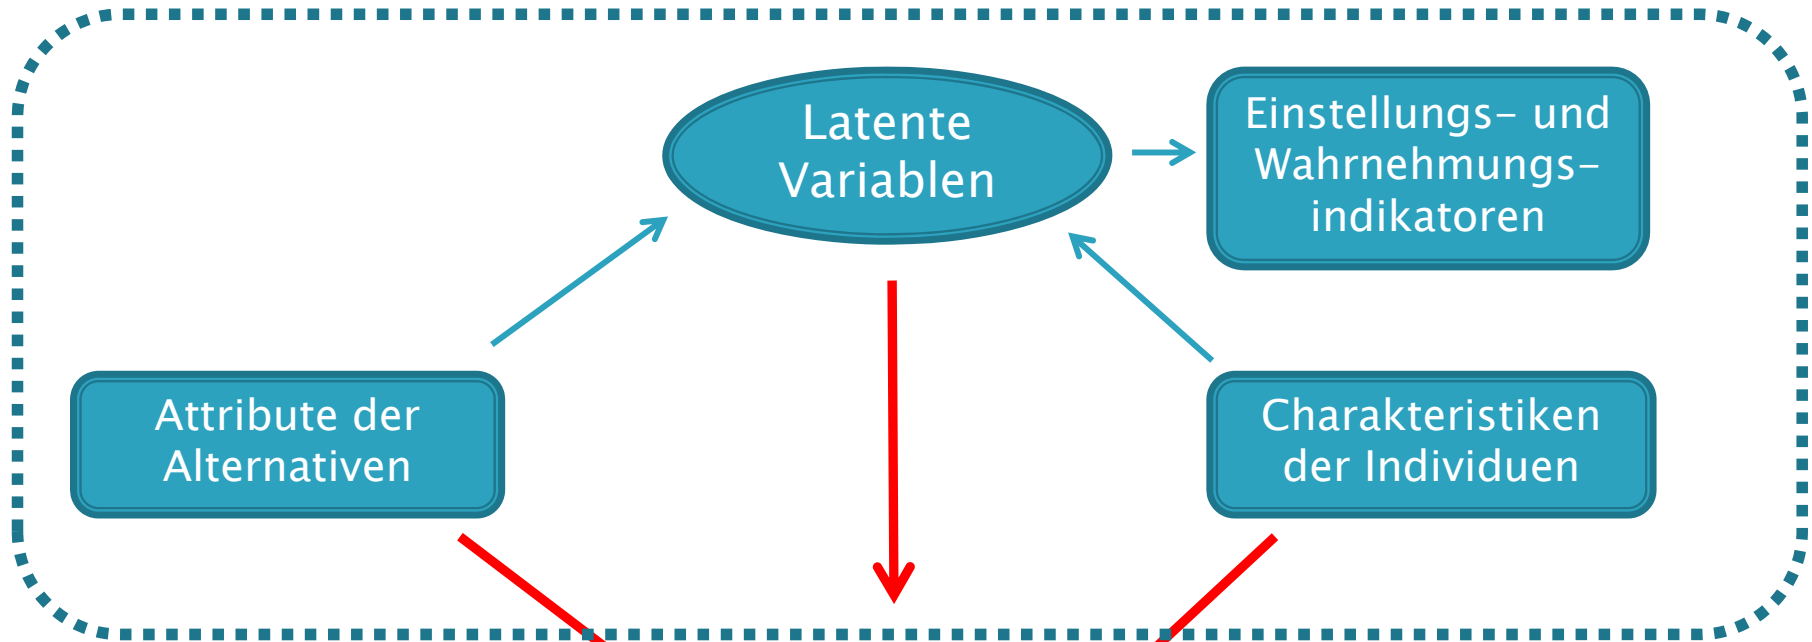 Latente
Variablen
Einstellungs- und
Wahrnehmungs-
indikatoren
Attribute der
Alternativen
Charakteristiken
der Individuen